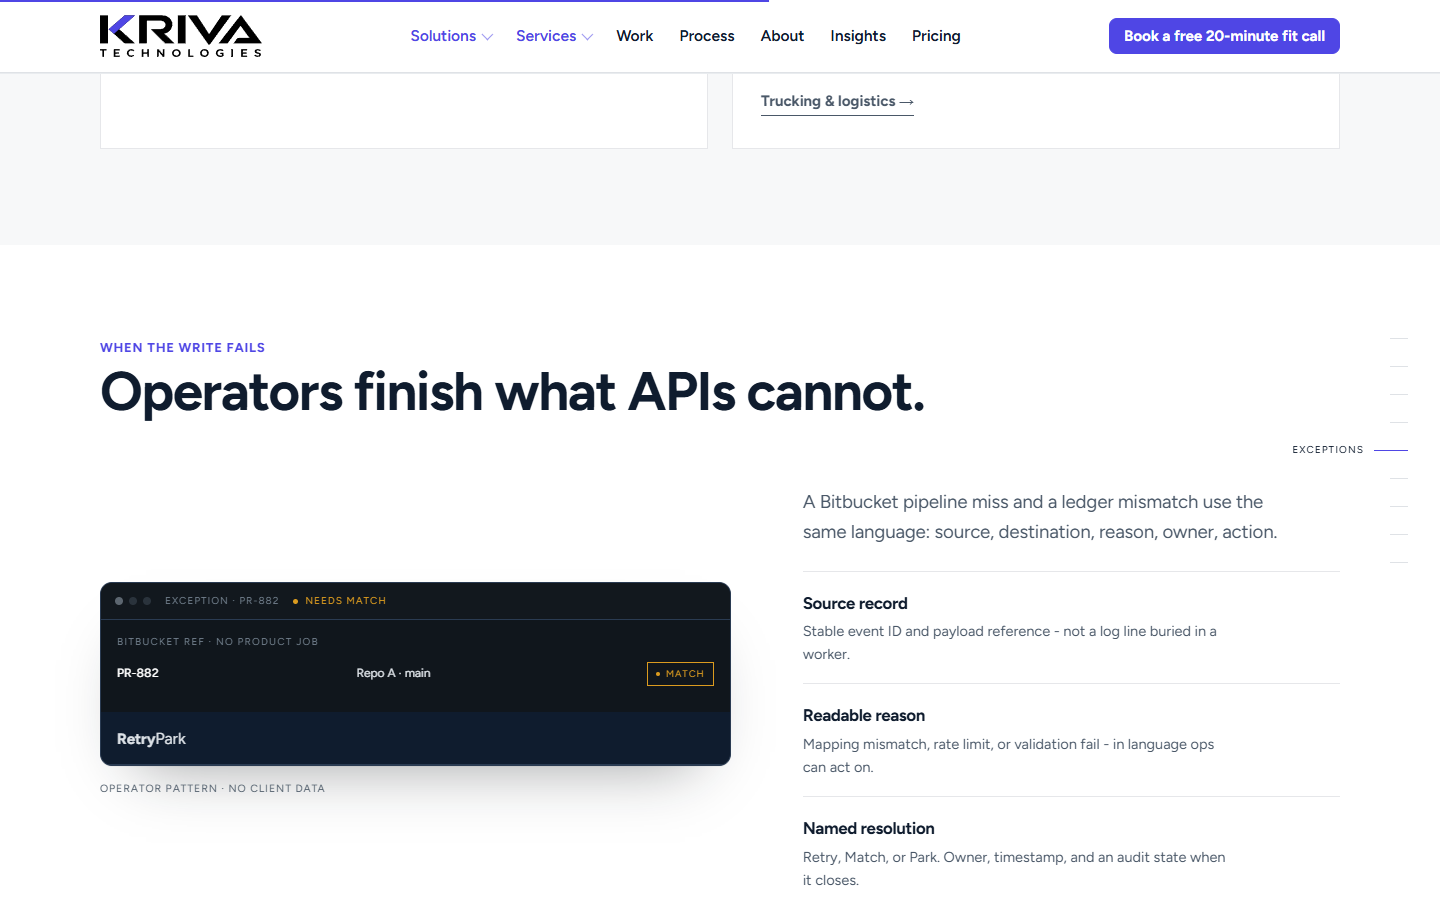 KRIVA
TECHNOLOGIES
Solutions
Services
Work
Process
About
Insights
Pricing
Book a free 20-minute fit call
Trucking & logistics →
WHEN THE WRITE FAILS
Operators finish what APIs cannot.
EXCEPTIONS
A Bitbucket pipeline miss and a ledger mismatch use the
same language: source, destination, reason, owner, action.
EXCEPTION · PR-882
NEEDS MATCH
BITBUCKET REF · NO PRODUCT JOB
PR-882
Repo A · main
MATCH
RetryPark
OPERATOR PATTERN · NO CLIENT DATA
Source record
Stable event ID and payload reference - not a log line buried in a
worker.
Readable reason
Mapping mismatch, rate limit, or validation fail - in language ops
can act on.
Named resolution
Retry, Match, or Park. Owner, timestamp, and an audit state when
it closes.